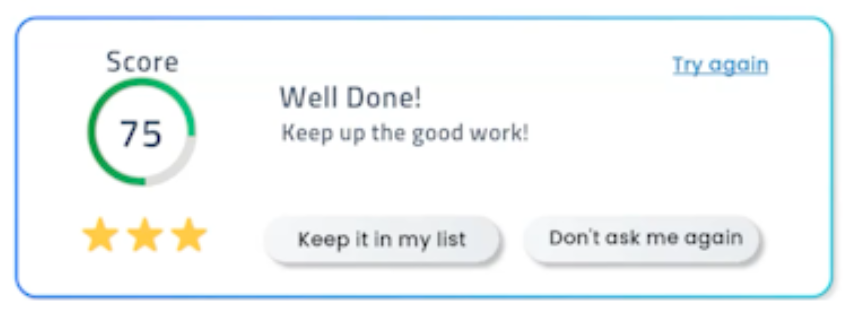 Score
Try again
75
Well Done!
Keep up the good work!
Keep it in my list
Don't ask me again